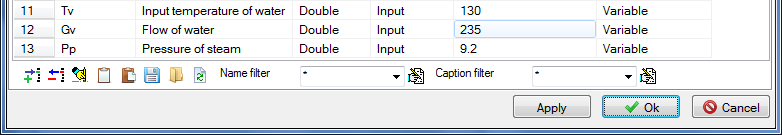 11 Tv Input temperature of water Double Input 130 Variable
12 Gv Flow of water Double Input 235 Variable
13 Pp Pressure of steam Double Input 9.2 Variable
Name filter * Caption filter *
Apply Ok Cancel